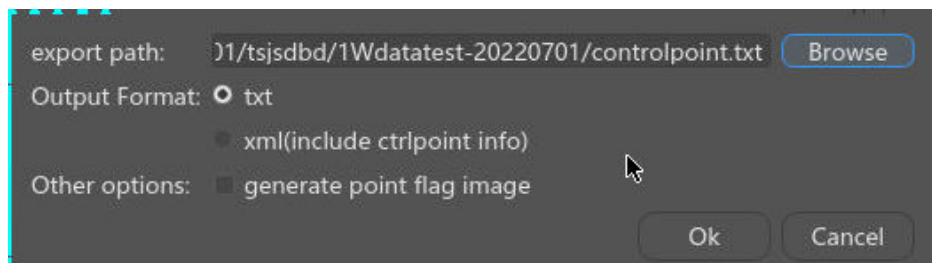 export path: 01/tsjsdbd/1Wdatatest-20220701/controlpoint.txt Browse
Output Format: txt
xml(include ctrlpoint info)
Other options: generate point flag image
Ok Cancel